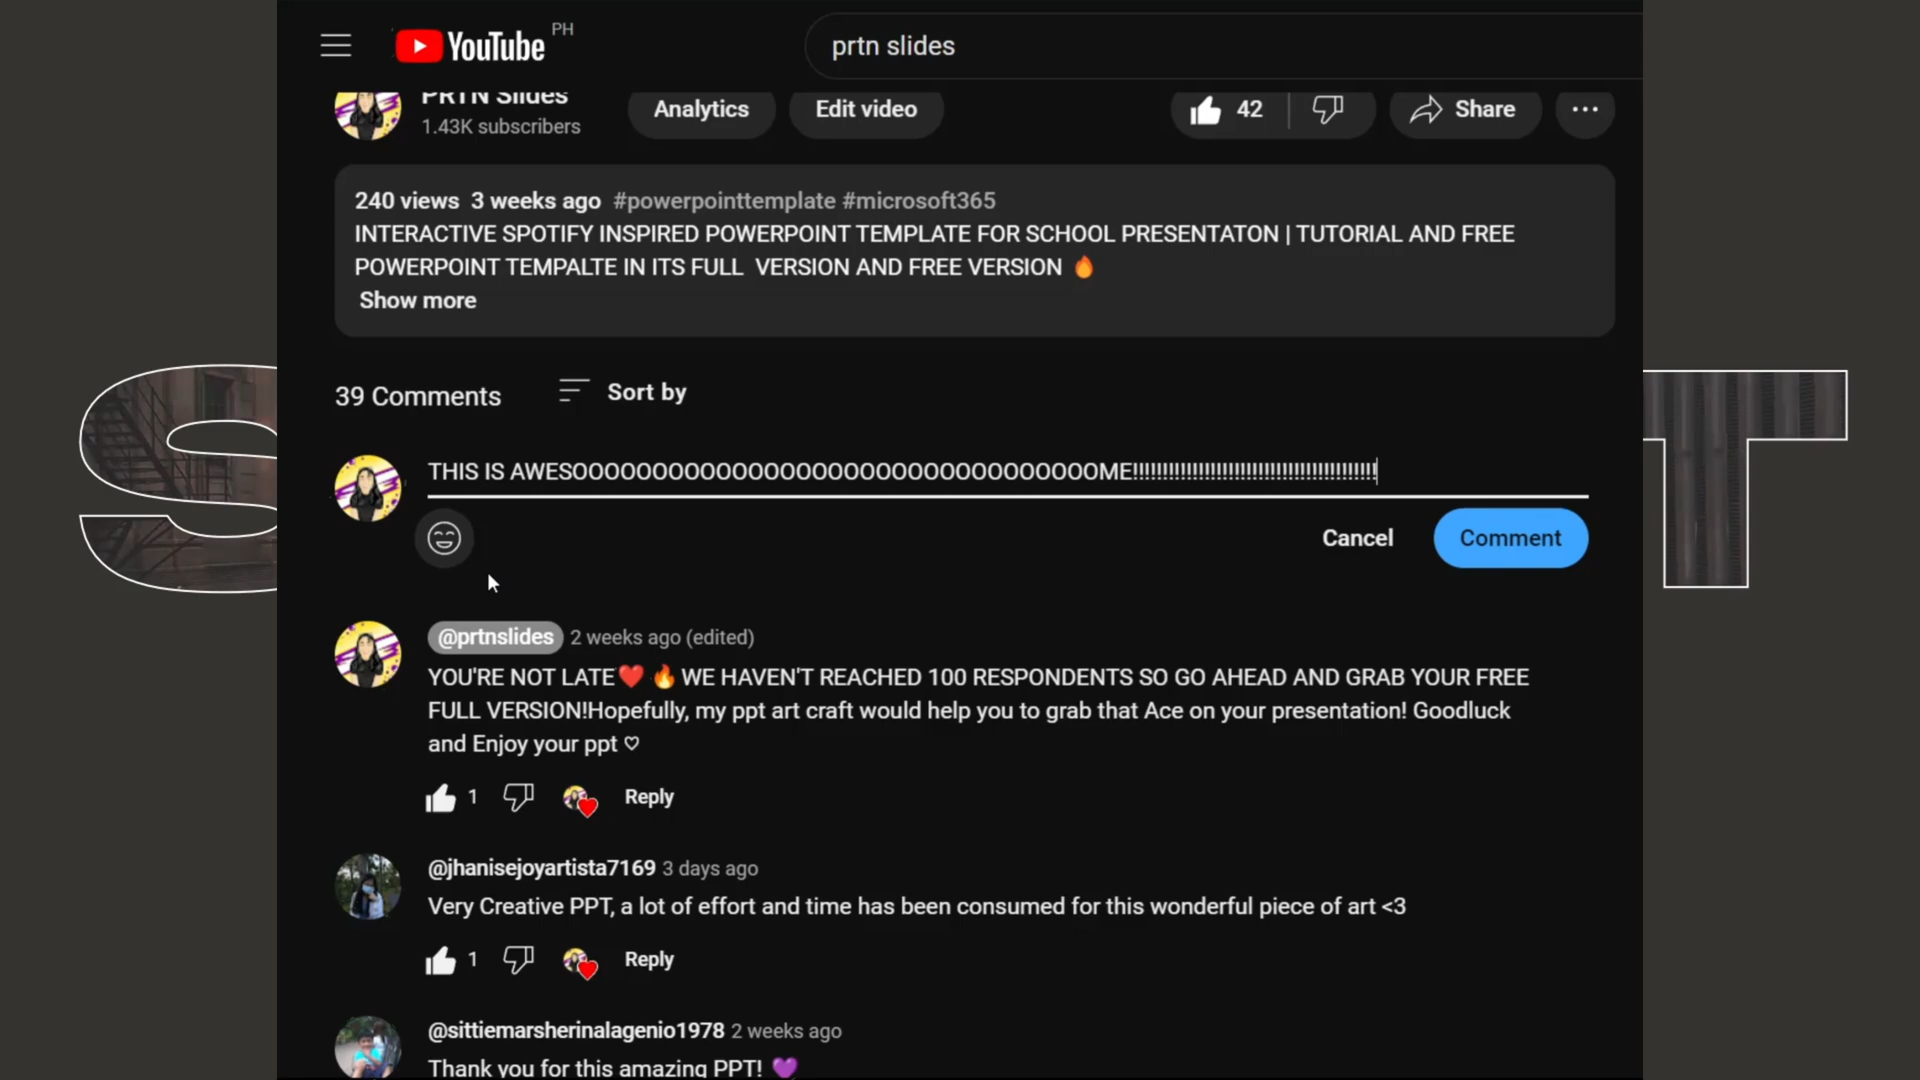 YouTube PH
prtn slides
PRTN Slides
1.43K subscribers
Analytics
Edit video
42
Share
240 views 3 weeks ago #powerpointtemplate #microsoft365
INTERACTIVE SPOTIFY INSPIRED POWERPOINT TEMPLATE FOR SCHOOL PRESENTATON | TUTORIAL AND FREE
POWERPOINT TEMPALTE IN ITS FULL VERSION AND FREE VERSION 🔥
Show more
39 Comments
Sort by
S T
THIS IS AWESOOOOOOOOOOOOOOOOOOOOOOOOOOOOOOOOOME!!!!!!!!!!!!!!!!!!!!!!!!!!!!!!!!!!!!!!!!
Cancel
Comment
@prtnslides 2 weeks ago (edited)
YOU'RE NOT LATE❤️ 🔥 WE HAVEN'T REACHED 100 RESPONDENTS SO GO AHEAD AND GRAB YOUR FREE
FULL VERSION!Hopefully, my ppt art craft would help you to grab that Ace on your presentation! Goodluck
and Enjoy your ppt ♡
1
Reply
@jhanisejoyartista7169 3 days ago
Very Creative PPT, a lot of effort and time has been consumed for this wonderful piece of art <3
1
Reply
@sittiemarsherinalagenio1978 2 weeks ago
Thank you for this amazing PPT! 💜